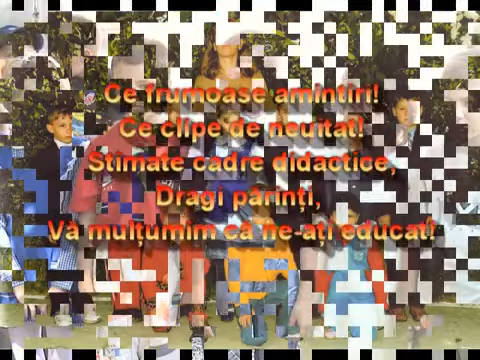 Ce frumoase amintiri!
Ce clipe de neuitat!
Stimate cadre didactice,
Dragi părinți,
Vă mulțumim că ne-ați educat!